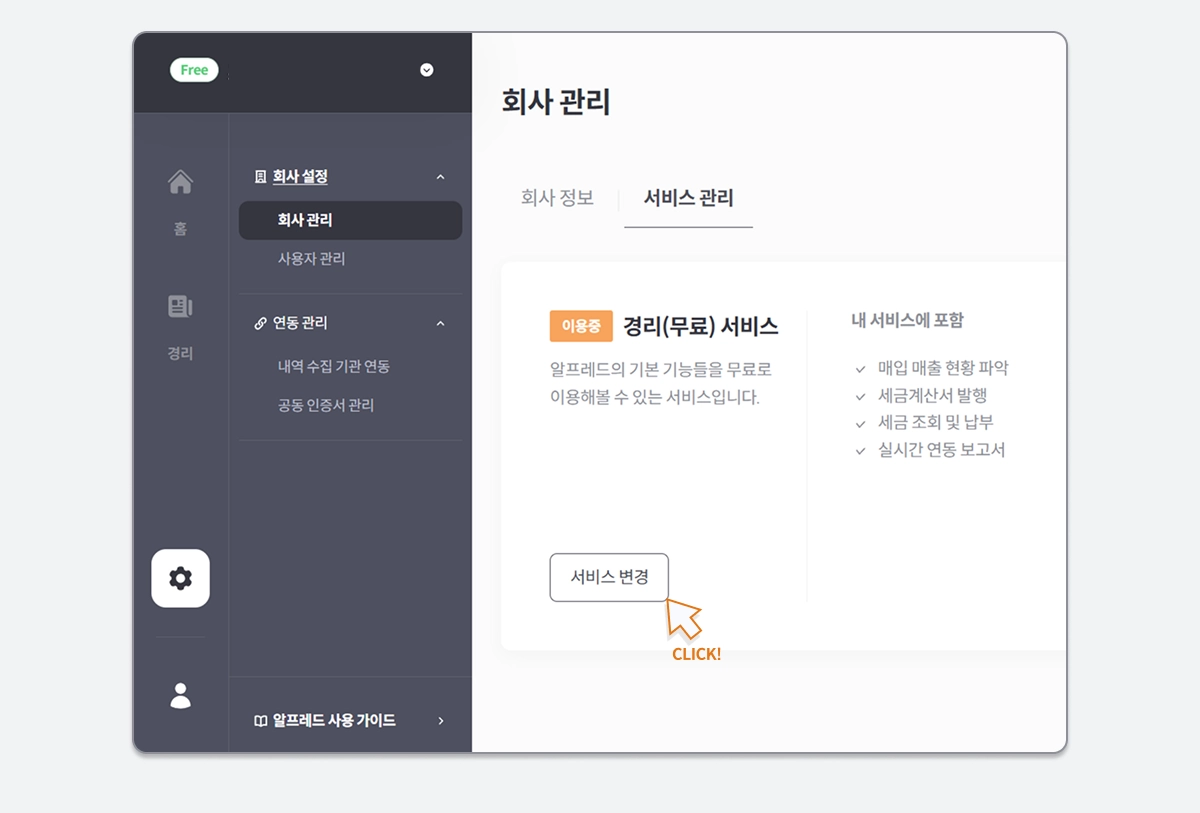 Free
홈
경리
회사 설정
회사 관리
사용자 관리
연동 관리
내역 수집 기관 연동
공동 인증서 관리
알프레드 사용 가이드
회사 관리
회사 정보
서비스 관리
이용중 경리(무료) 서비스
알프레드의 기본 기능들을 무료로
이용해볼 수 있는 서비스입니다.
서비스 변경
CLICK!
내 서비스에 포함
매입 매출 현황 파악
세금계산서 발행
세금 조회 및 납부
실시간 연동 보고서